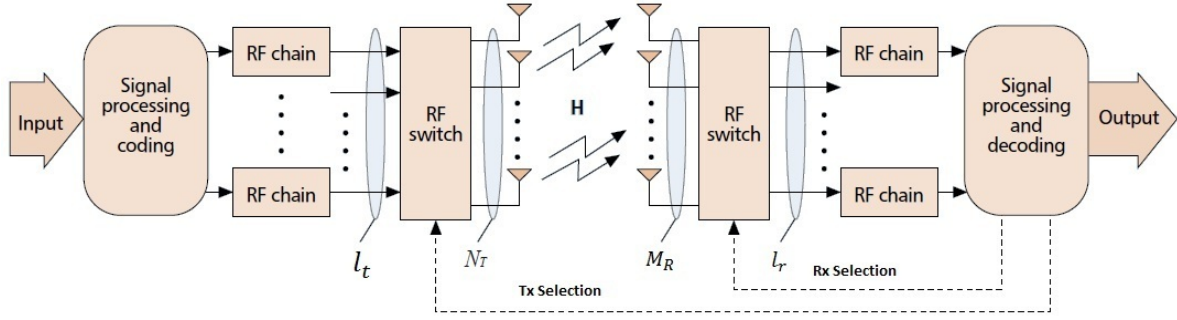 Input
Signal
processing
and
coding
RF chain
RF chain
l_t
RF
switch
N_T
H
M_R
RF
switch
l_r
RF chain
RF chain
Signal
processing
and
decoding
Output
Rx Selection
Tx Selection